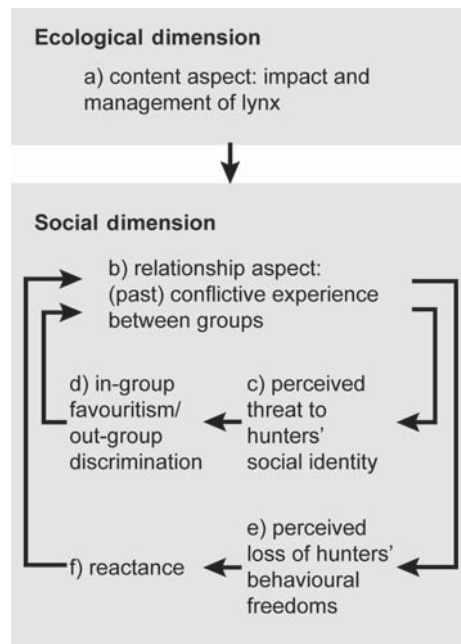 Ecological dimension
a) content aspect: impact and
management of lynx
Social dimension
b) relationship aspect:
(past) conflictive experience
between groups
d) in-group
favouritism/
out-group
discrimination
c) perceived
threat to
hunters'
social identity
e) perceived
loss of hunters'
behavioural
freedoms
f) reactance